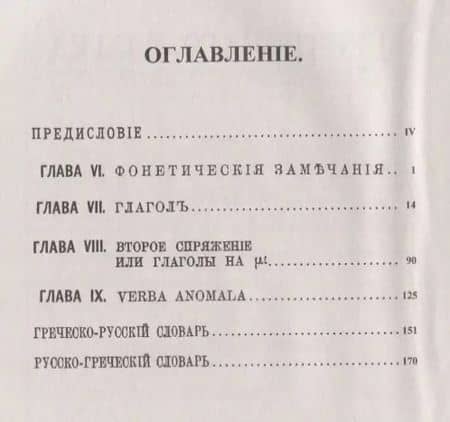 ОГЛАВЛЕНІЕ.
ПРЕДИСЛОВІЕ ........ IV
ГЛАВА VI. ФОНЕТИЧЕСКІЯ ЗАМѢЧАНІЯ.. 1
ГЛАВА VII. ГЛАГОЛЪ ........ 14
ГЛАВА VIII. ВТОРОЕ СПРЯЖЕНІЕ
ИЛИ ГЛАГОЛЫ НА μι ........ 90
ГЛАВА IX. VERBA ANOMALA ........ 125
ГРЕЧЕСКО-РУССКІЙ СЛОВАРЬ ........ 151
РУССКО-ГРЕЧЕСКІЙ СЛОВАРЬ ........ 170